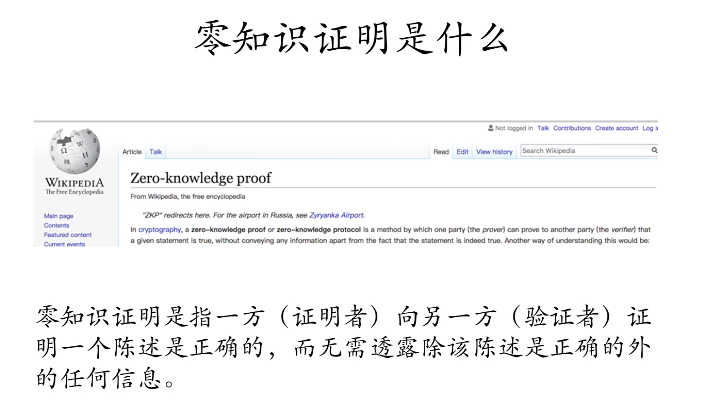 零知识证明是什么
Not logged in Talk Contributions Create account Log i
Article Talk Read Edit View history Search Wikipedia
WIKIPEDIA
The Free Encyclopedia
Zero-knowledge proof
From Wikipedia, the free encyclopedia
Main page
Contents
Featured content
Current events
"ZKP" redirects here. For the airport in Russia, see Zyryanka Airport.
In cryptography, a zero-knowledge proof or zero-knowledge protocol is a method by which one party (the prover) can prove to another party (the verifier) that
a given statement is true, without conveying any information apart from the fact that the statement is indeed true. Another way of understanding this would be:
零知识证明是指一方（证明者）向另一方（验证者）证
明一个陈述是正确的，而无需透露除该陈述是正确的外
的任何信息。